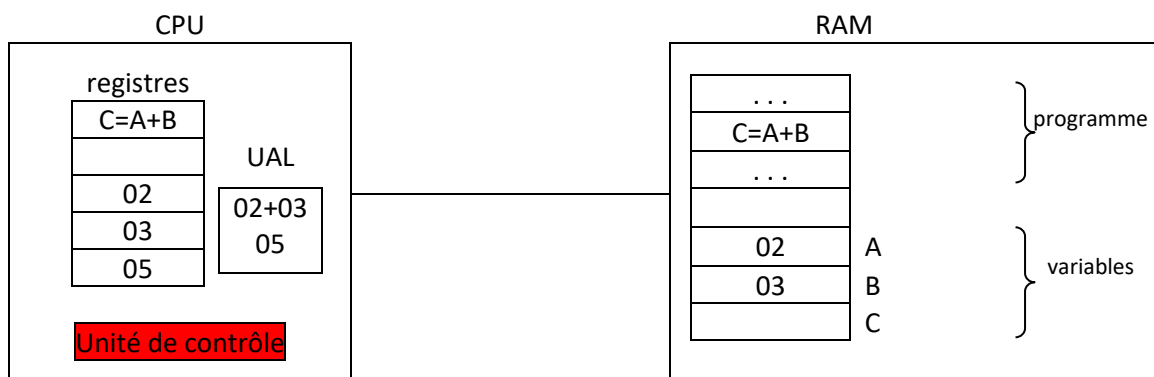 CPU
registres
C=A+B
02
03
05
UAL
02+03
05
Unité de contrôle
RAM
. . .
C=A+B
. . .
02
A
03
B
C
programme
variables